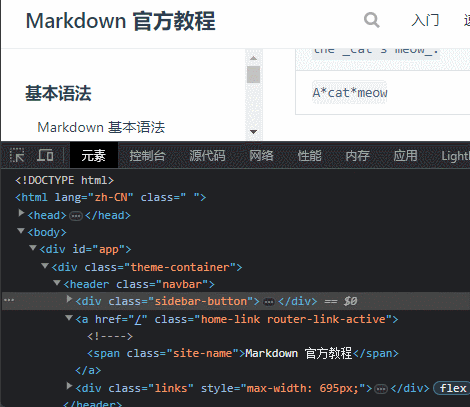 Markdown 官方教程
入门
the _cat's meow_.
A*cat*meow
基本语法
Markdown 基本语法
元素 控制台 源代码 网络 性能 内存 应用 Light
<!DOCTYPE html>
<html lang="zh-CN" class=" ">
<head>…</head>
<body>
<div id="app">
<div class="theme-container">
<header class="navbar">
<div class="sidebar-button">…</div> == $0
<a href="/" class="home-link router-link-active">
<!---->
<span class="site-name">Markdown 官方教程</span>
</a>
<div class="links" style="max-width: 695px;">…</div> flex
</header>